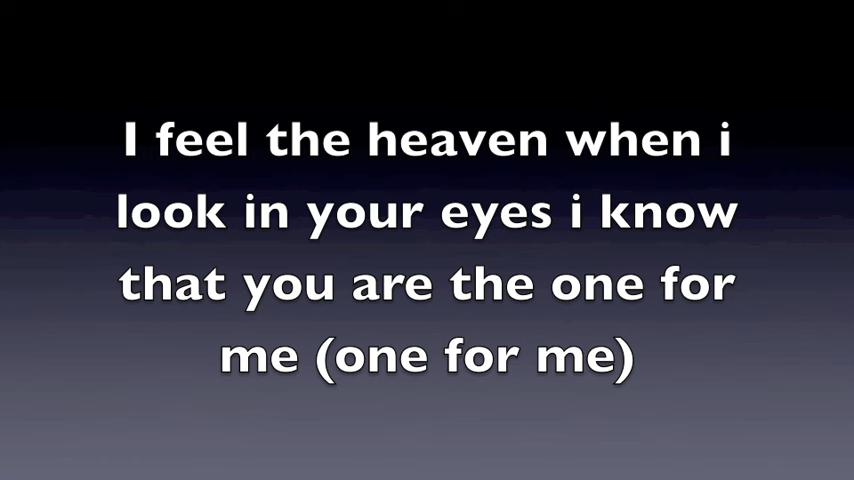 I feel the heaven when i
look in your eyes i know
that you are the one for
me (one for me)